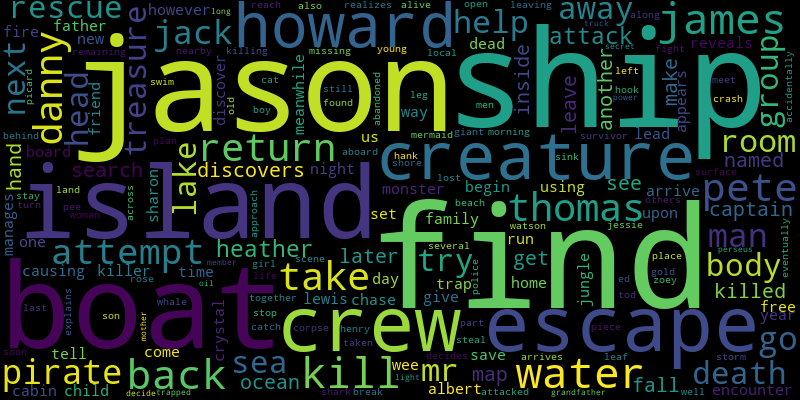 rescue however long howard reach also realizes alive open leaving away james
fire father new jack nearby killing missing young help local along truck secret reveals
next picard danny head friend treasure jason ship attack dead inside fight another make appears left group accidentally
discover old cat boy meanwhile still found abandoned leg way hook power men crash meet
behind plan swim us mermaid giant morning leave survivor lead room
hand board return aboard hank shore sink creature named
stay search lake discovers night monster lost begin using see arrive surface
manages land turn pee woman across sharon island approach set family beach thomas upon others pete captain
one attempt heather member girl scene several watson run jessie man eventually
causing killer time rose oil life later try police get jungle place perseus
boat whale take day find trap home ed tod gold zoey body
last explains son mother crystal together lewis chase give killed free
soon stop catch corpse henry taken crew steal part escape piece year
tell come sea kill wee decides save arrives leaf storm go
pirate back ocean mr map water fall death
cabin child decide trapped light albert shark break attacked grandfather well encounter
remaining